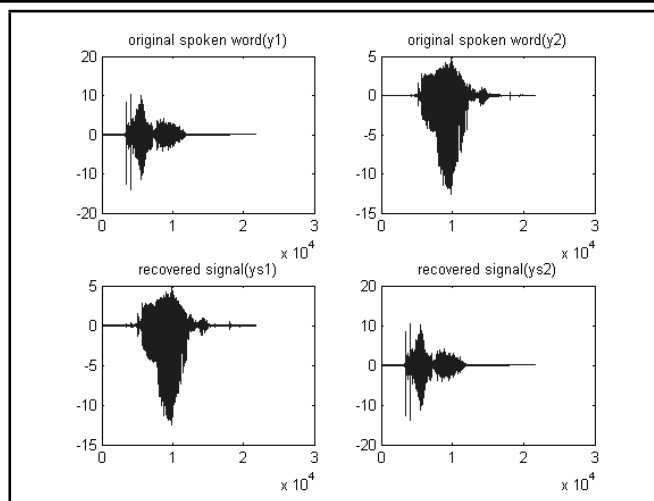 original spoken word(y1)
20
10
0
-10
-20
0 1 2 3
x 10^4
original spoken word(y2)
5
0
-5
-10
-15
0 1 2 3
x 10^4
recovered signal(ys1)
5
0
-5
-10
-15
0 1 2 3
x 10^4
recovered signal(ys2)
20
10
0
-10
-20
0 1 2 3
x 10^4